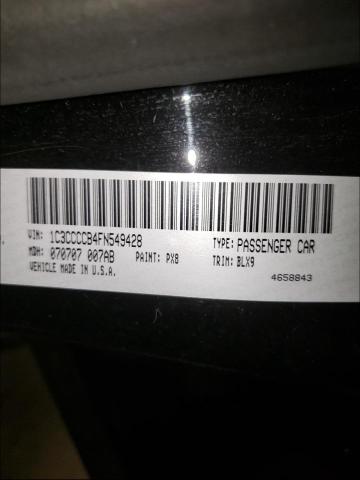 VIN: 1C3CCCCB4FN549428 TYPE: PASSENGER CAR
MDH: 070707 007AB PAINT: PX8 TRIM: BLX9
VEHICLE MADE IN U.S.A. 4658843